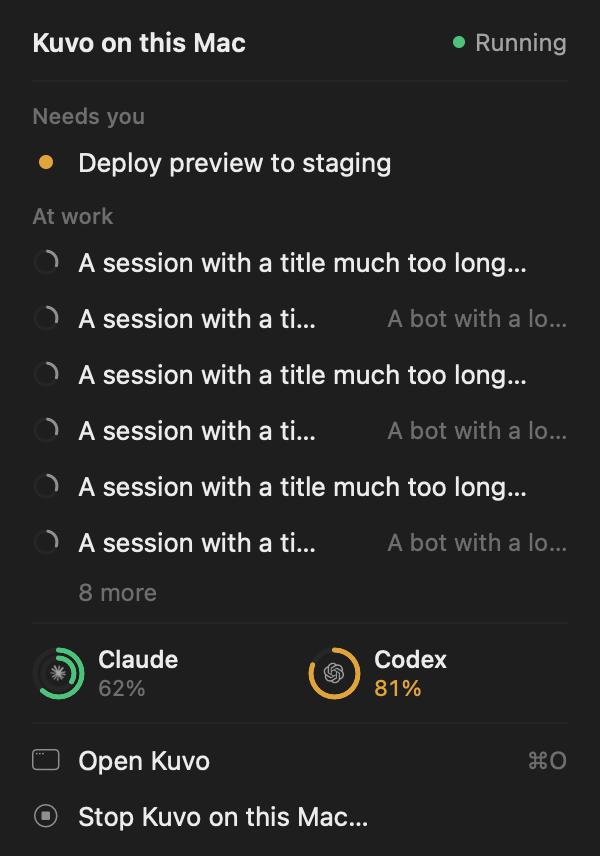 Kuvo on this Mac
Running
Needs you
Deploy preview to staging
At work
A session with a title much too long...
A session with a ti... A bot with a lo...
A session with a title much too long...
A session with a ti... A bot with a lo...
A session with a title much too long...
A session with a ti... A bot with a lo...
8 more
Claude
62%
Codex
81%
Open Kuvo ⌘O
Stop Kuvo on this Mac...